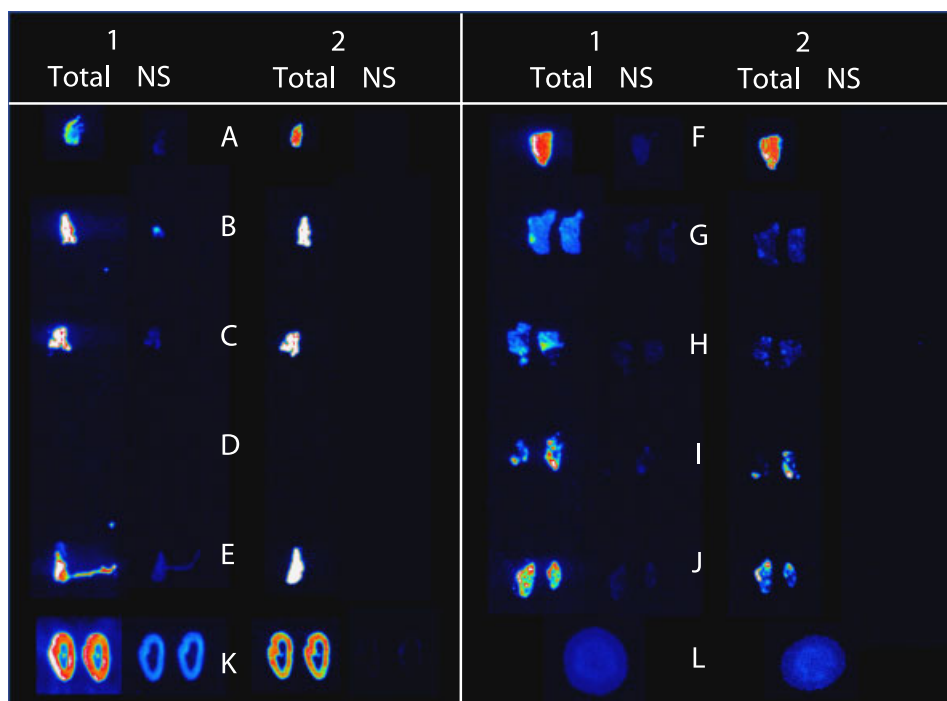 1 2 1 2
Total NS Total NS Total NS Total NS
A F
B G
C H
D I
E J
K L